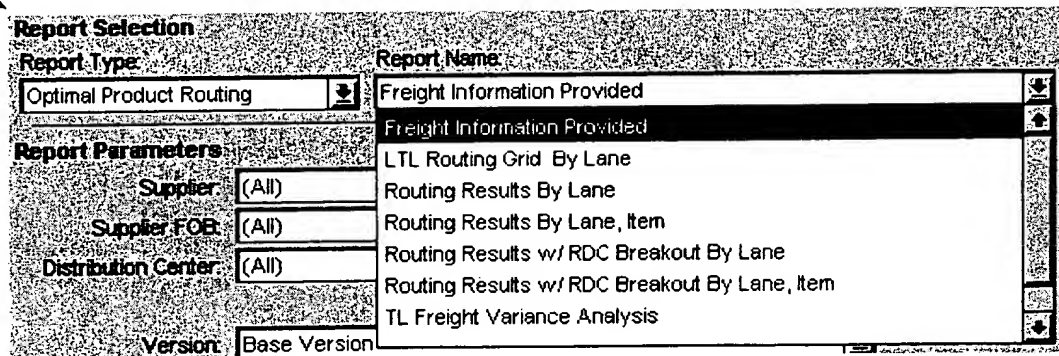 Report Selection
Report Type: Report Name:
Optimal Product Routing Freight Information Provided
Freight Information Provided
Report Parameters
LTL Routing Grid By Lane
Supplier: (All) Routing Results By Lane
Supplier FOB: (All) Routing Results By Lane, Item
Distribution Center: (All) Routing Results w/ RDC Breakout By Lane
Routing Results w/ RDC Breakout By Lane, Item
TL Freight Variance Analysis
Version: Base Version